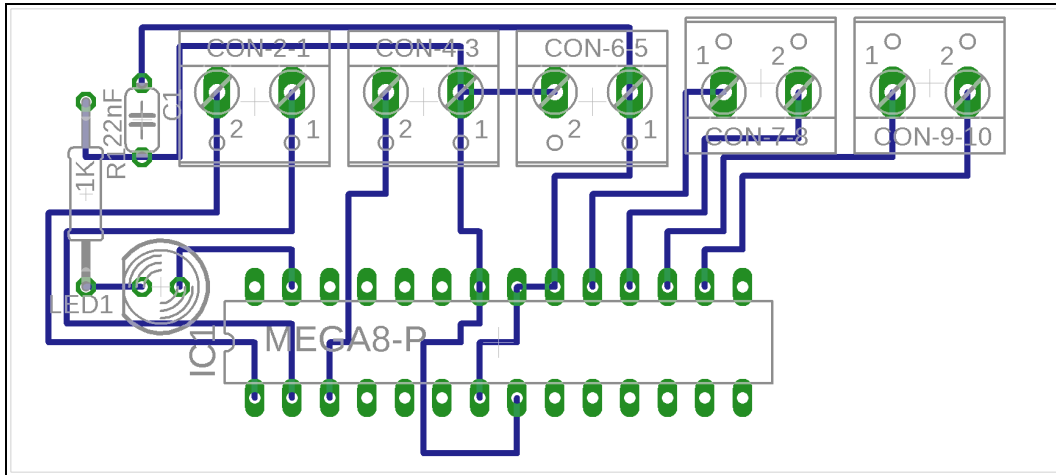 CON-2-1
CON-4-3
CON-6-5
1
2
1
2
2
1
2
1
2
1
CON-7-8
CON-9-10
C1
22nF
R1
1K
LED1
IC1
MEGA8-P